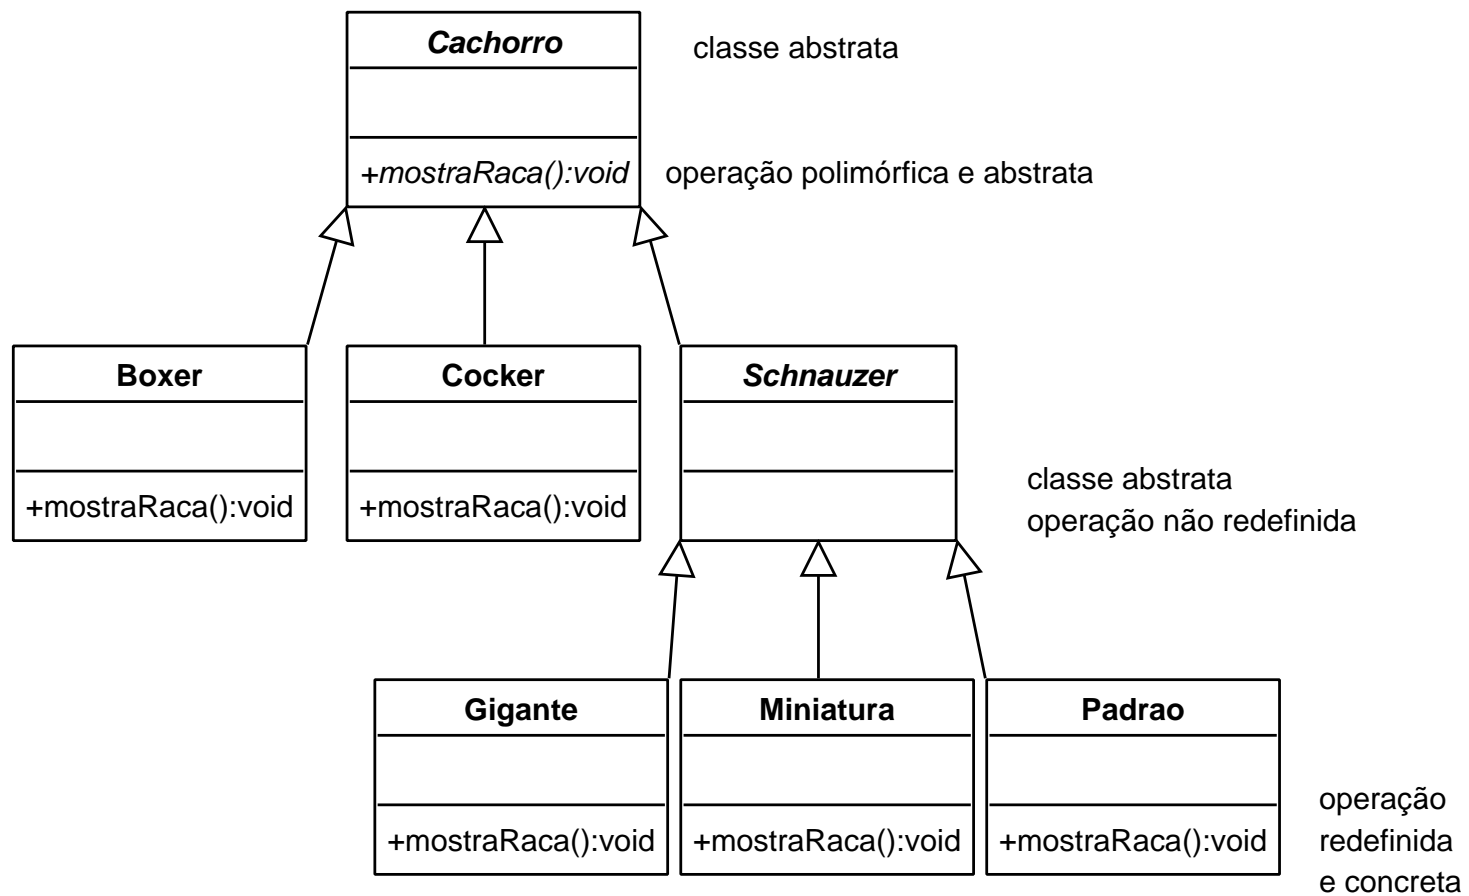 Cachorro
classe abstrata
+mostraRaca():void
operação polimórfica e abstrata
Boxer
Cocker
Schnauzer
+mostraRaca():void
+mostraRaca():void
classe abstrata
operação não redefinida
Gigante
Miniatura
Padrao
+mostraRaca():void
+mostraRaca():void
+mostraRaca():void
operação
redefinida
e concreta